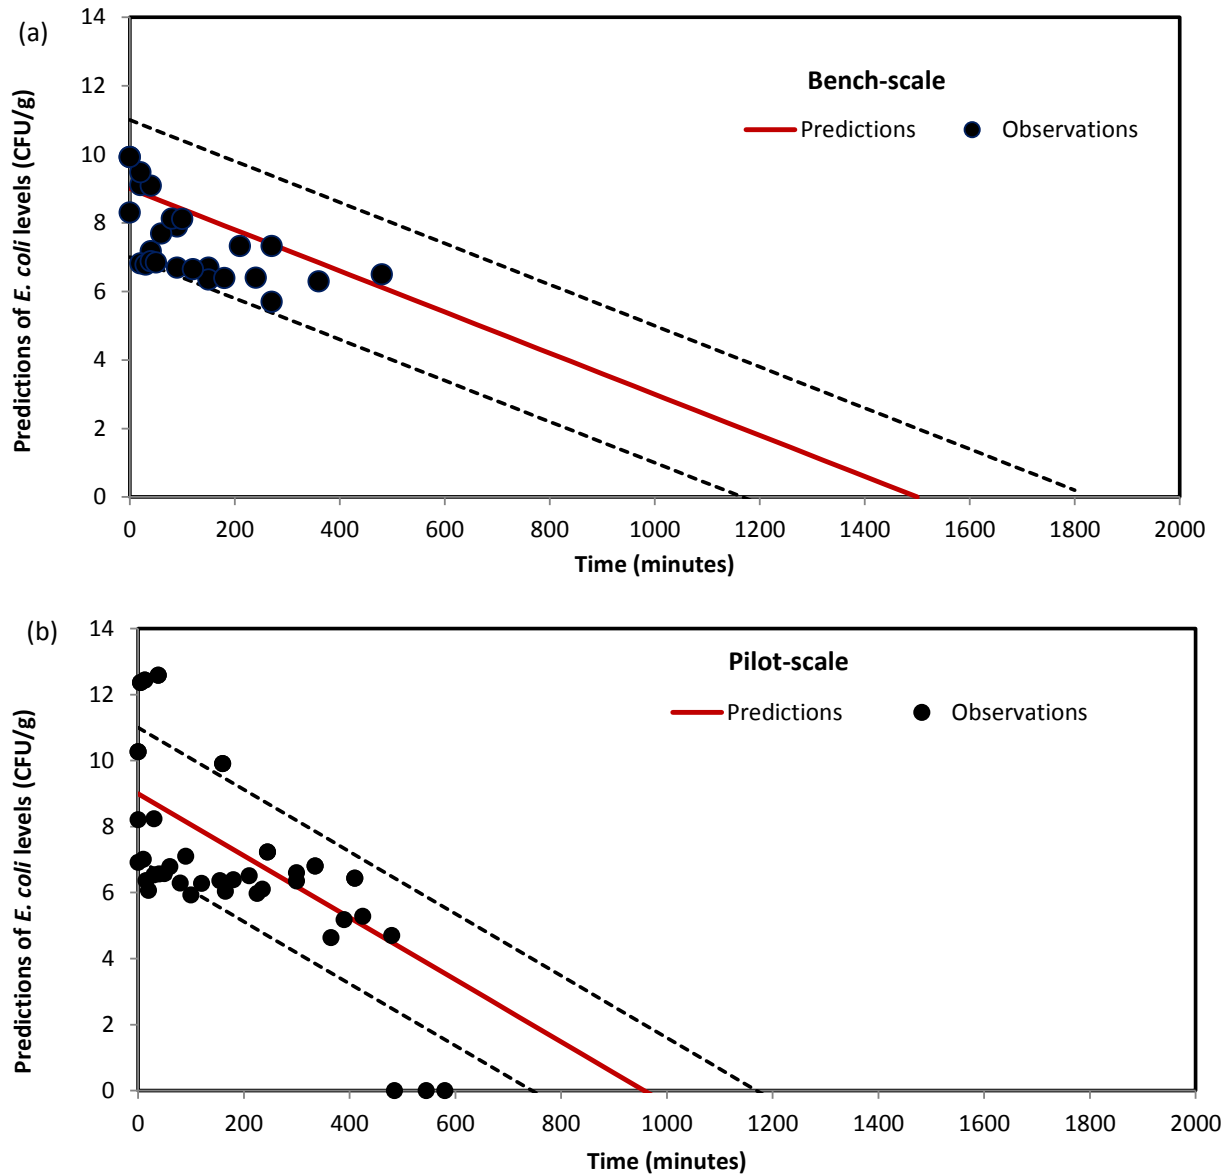 (a)
14
12
10
8
6
4
2
0
Predictions of E. coli levels (CFU/g)
Bench-scale
Predictions Observations
0 200 400 600 800 1000 1200 1400 1600 1800 2000
Time (minutes)
(b)
14
12
10
8
6
4
2
0
Predictions of E. coli levels (CFU/g)
Pilot-scale
Predictions Observations
0 200 400 600 800 1000 1200 1400 1600 1800 2000
Time (minutes)